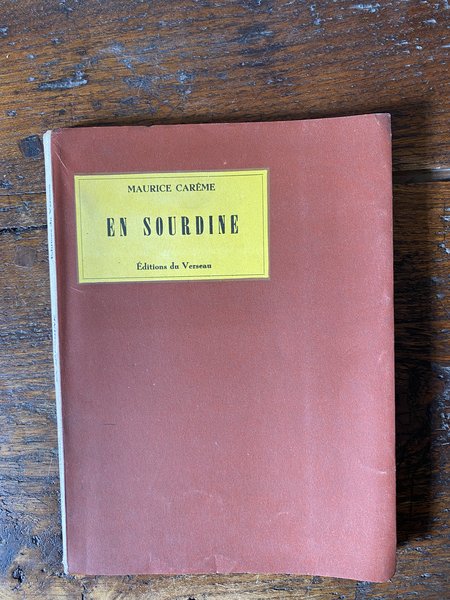 MAURICE CARÊME
EN SOURDINE
Éditions du Verseau